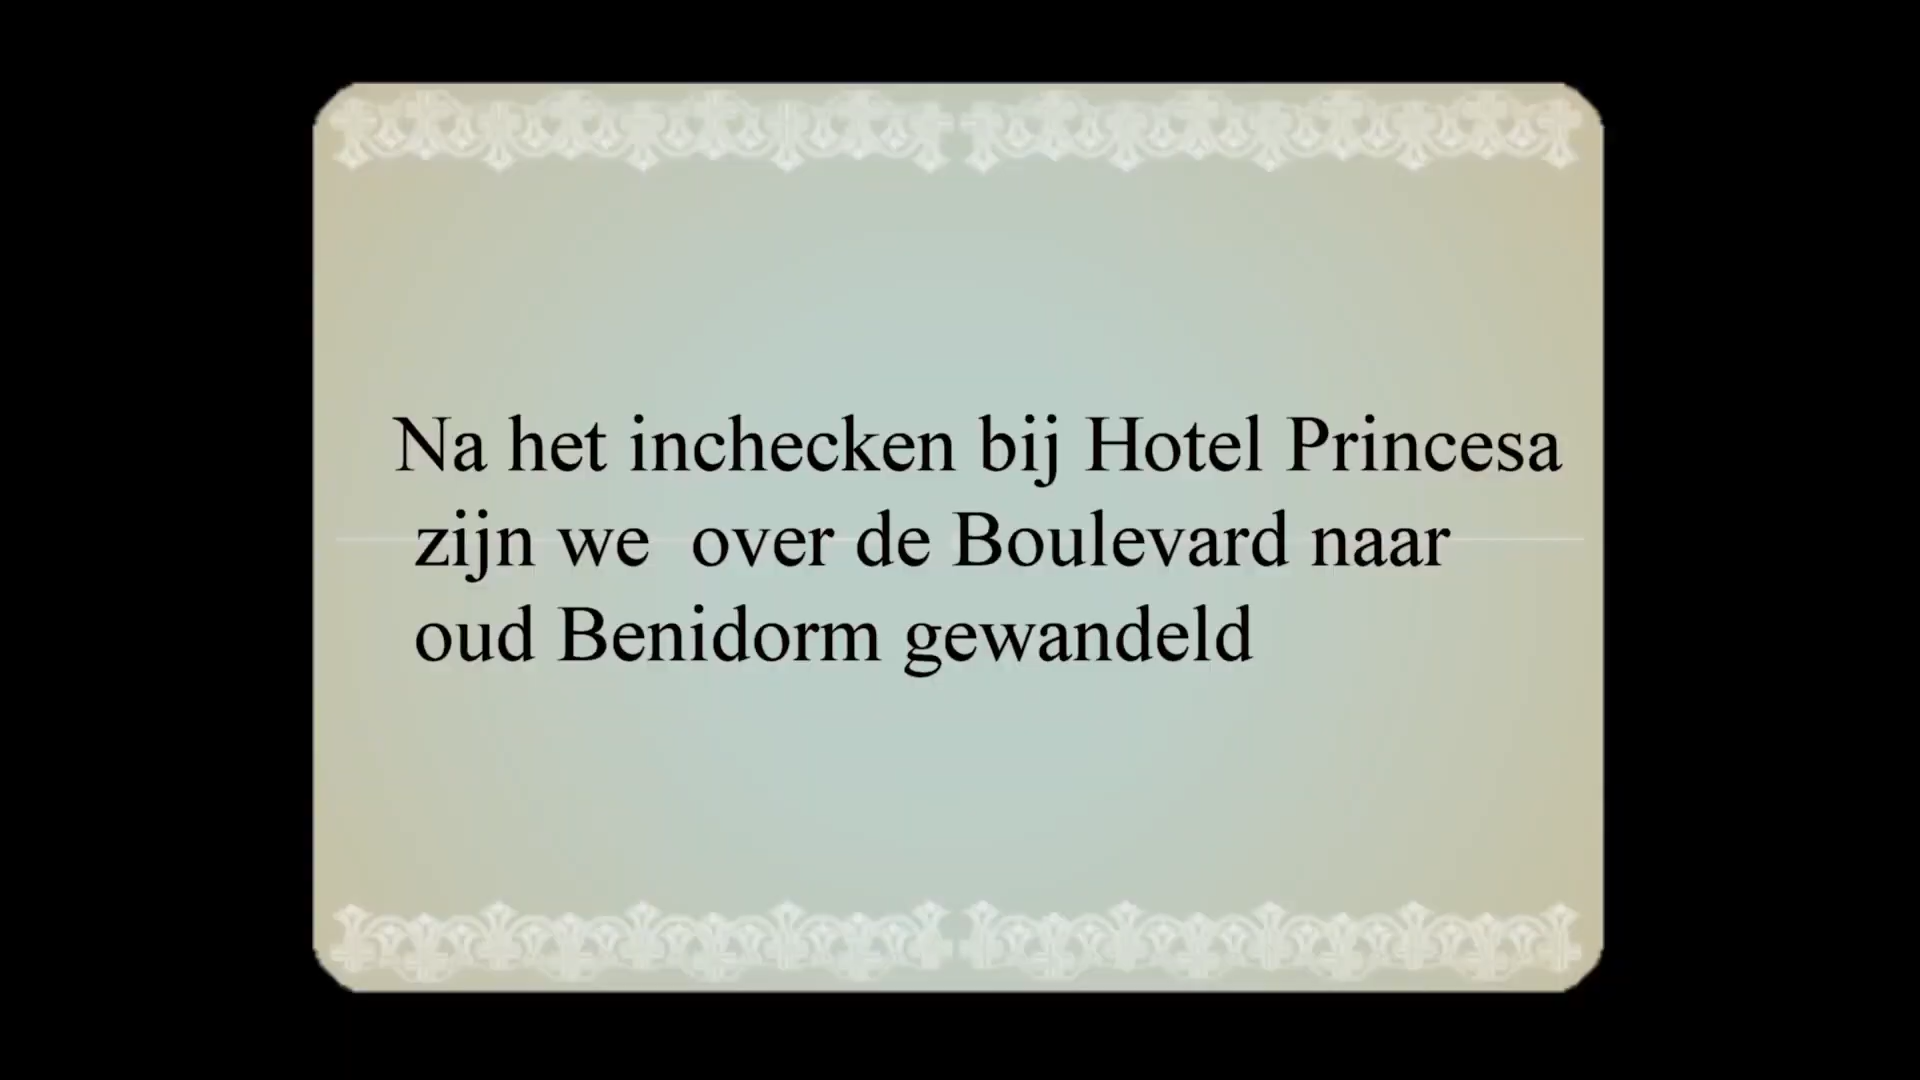 Na het inchecken bij Hotel Princesa
zijn we  over de Boulevard naar
oud Benidorm gewandeld